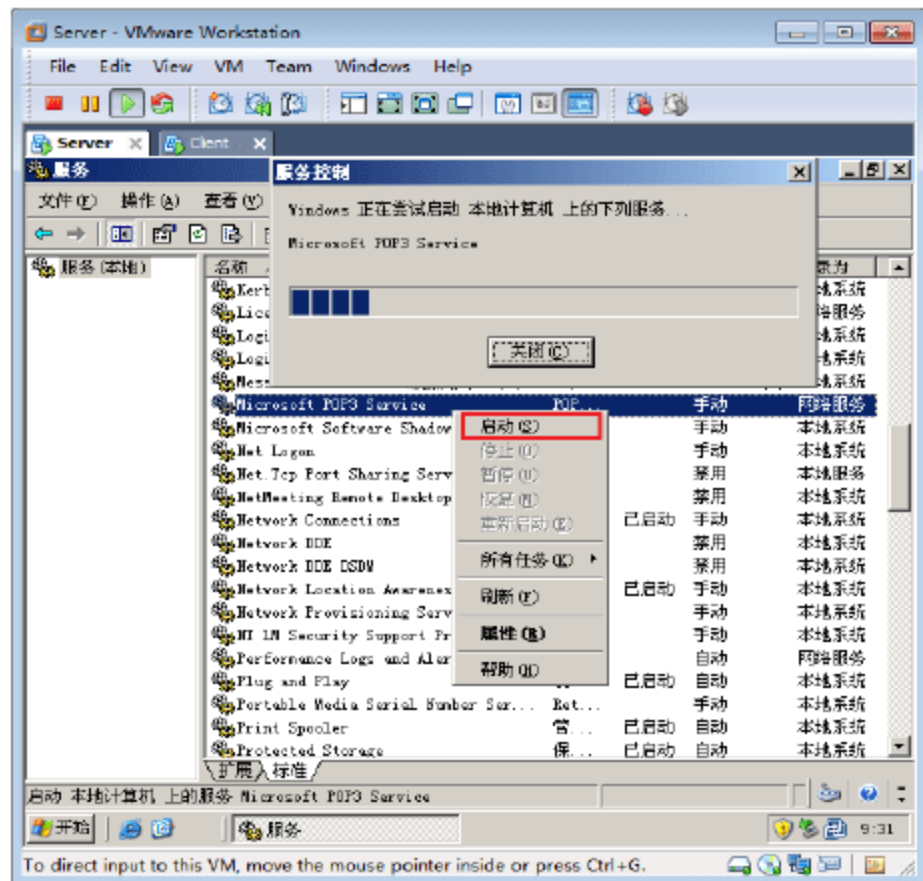 Server - VMware Workstation
File Edit View VM Team Windows Help
Server Client
服务
服务控制
文件(F) 操作(A) 查看(V)
Windows 正在尝试启动 本地计算机 上的下列服务...
Microsoft POP3 Service
关闭(C)
服务(本地)
名称
Kert
本地系统
Lice
网络服务
Logi
本地系统
Logi
本地系统
Mess
本地系统
Microsoft POP3 Service POP... 手动 网络服务
Microsoft Software Shadow 手动 本地系统
Net Logon 手动 本地系统
Net.Tcp Port Sharing Serv 禁用 本地服务
NetMeeting Remote Desktop 禁用 本地系统
Network Connections 已启动 手动 本地系统
Network DDE 禁用 本地系统
Network DDE DSDM 禁用 本地系统
Network Location Awarenes 已启动 手动 本地系统
Network Provisioning Serv 手动 本地系统
NT LM Security Support Pr 手动 本地系统
Performance Logs and Aler 自动 网络服务
Plug and Play 已启动 自动 本地系统
Portable Media Serial Number Ser... Ret... 手动 本地系统
Print Spooler 管... 已启动 自动 本地系统
Protected Storage 保... 已启动 自动 本地系统
启动(S)
停止(O)
暂停(U)
恢复(M)
重新启动(E)
所有任务(K)
刷新(F)
属性(R)
帮助(H)
扩展 标准
启动 本地计算机 上的服务 Microsoft POP3 Service
开始 服务 9:31
To direct input to this VM, move the mouse pointer inside or press Ctrl+G.